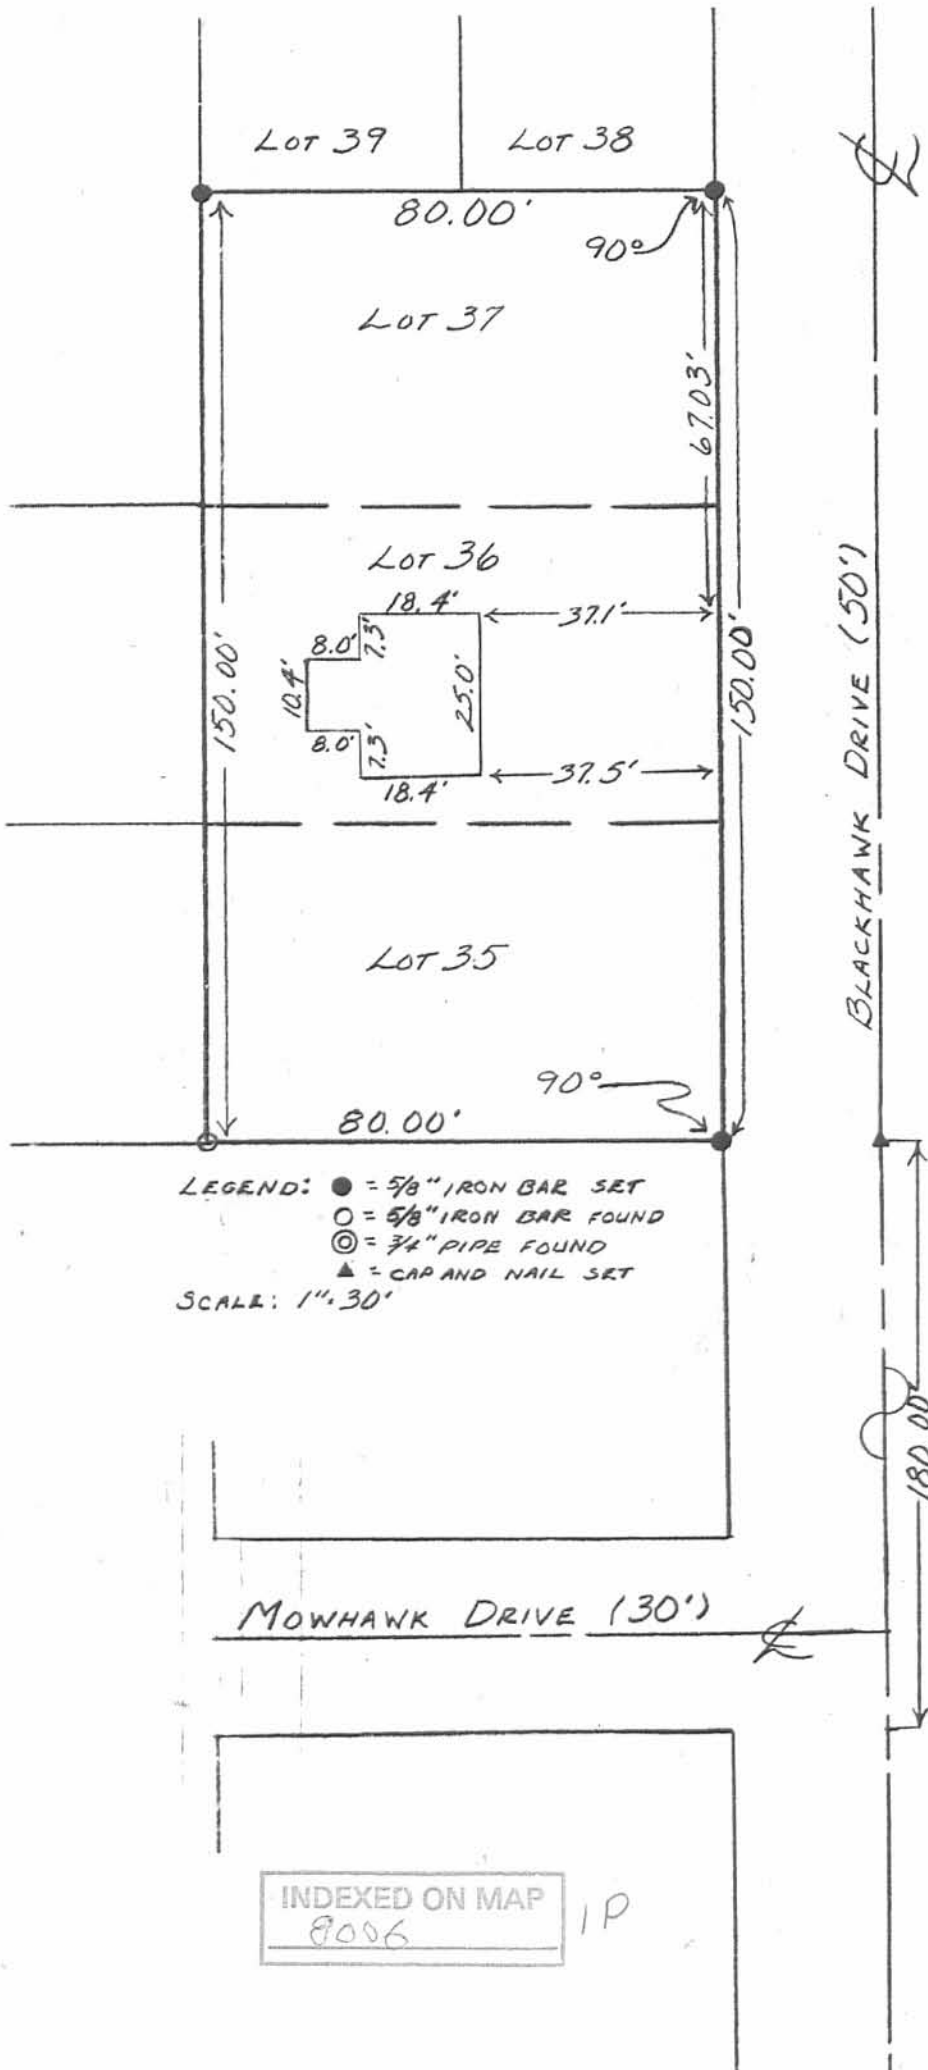 LOT 39
LOT 38
℄
80.00'
90°
LOT 37
67.03'
LOT 36
18.4'
37.1'
8.0'
7.3'
10.4'
25.0'
150.00'
150.00'
BLACKHAWK DRIVE (50')
8.0'
7.3'
18.4'
37.5'
LOT 35
90°
80.00'
LEGEND: ● = 5/8" IRON BAR SET
○ = 5/8" IRON BAR FOUND
◎ = 3/4" PIPE FOUND
▲ = CAP AND NAIL SET
SCALE: 1"=30'
180.00'
MOWHAWK DRIVE (30')
℄
INDEXED ON MAP
8006
1P